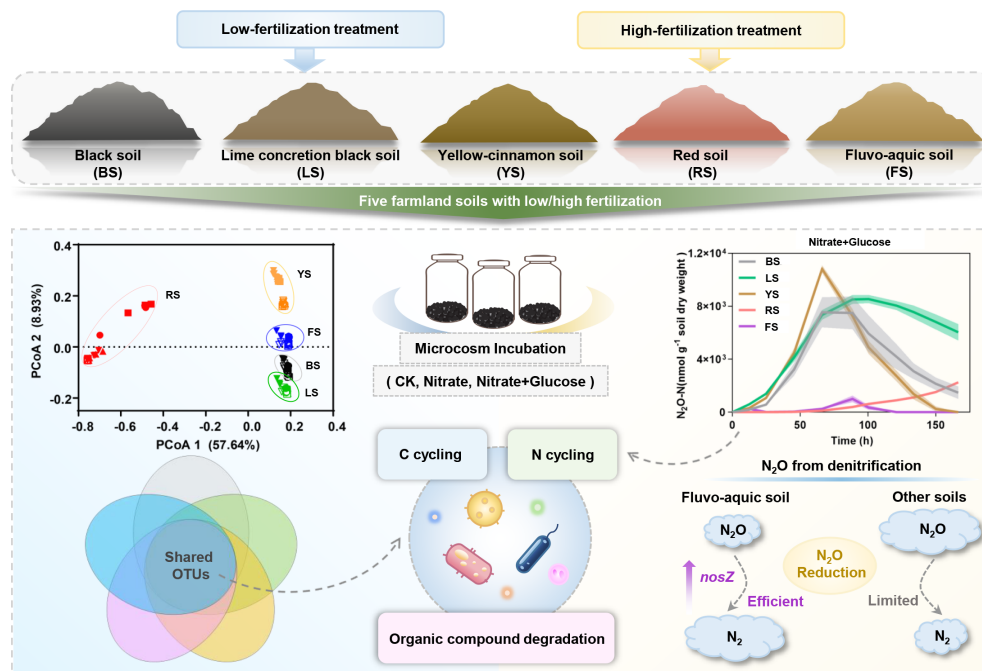 Low-fertilization treatment
High-fertilization treatment
Black soil
(BS)
Lime concretion black soil
(LS)
Yellow-cinnamon soil
(YS)
Red soil
(RS)
Fluvo-aquic soil
(FS)
Five farmland soils with low/high fertilization
PCoA 2 (8.93%)
0.4
0.2
0.0
-0.2
-0.8
-0.6
-0.4
-0.2
0.0
0.2
0.4
PCoA 1 (57.64%)
RS
YS
FS
BS
LS
Microcosm Incubation
( CK, Nitrate, Nitrate+Glucose )
Nitrate+Glucose
N₂O-N(nmol g⁻¹ soil dry weight )
1.2×10⁴
8×10³
4×10³
0
0
50
100
150
Time (h)
BS
LS
YS
RS
FS
Shared
OTUs
C cycling
N cycling
Organic compound degradation
N₂O from denitrification
Fluvo-aquic soil
Other soils
N₂O
N₂O
nosZ
Efficient
N₂O
Reduction
Limited
N₂
N₂